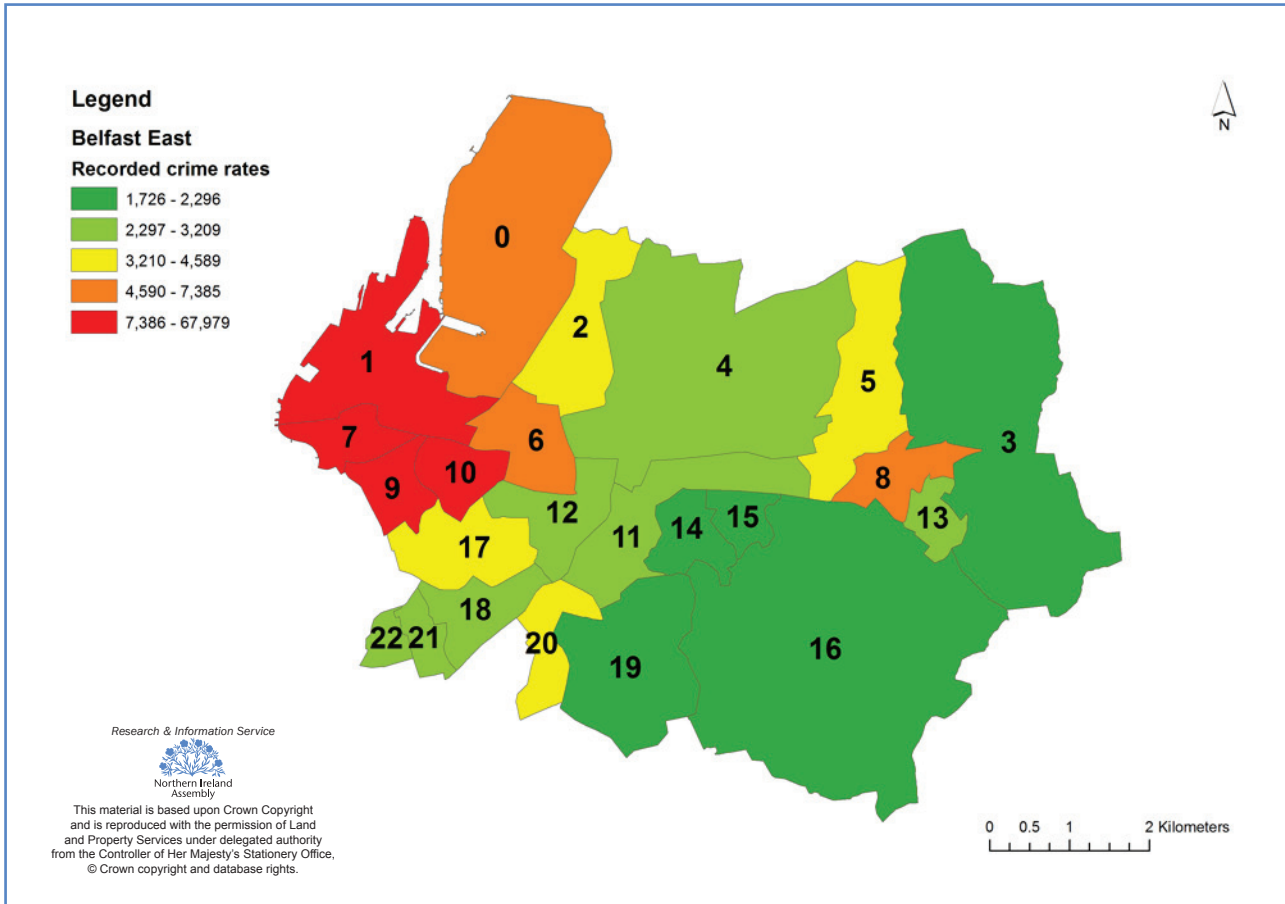 Legend
Belfast East
Recorded crime rates
1,726 - 2,296
2,297 - 3,209
3,210 - 4,589
4,590 - 7,385
7,386 - 67,979
N
0
1
2
4
5
3
7
6
8
9
10
12
11
14
15
13
17
18
22
21
20
19
16
Research & Information Service
Northern Ireland
Assembly
This material is based upon Crown Copyright
and is reproduced with the permission of Land
and Property Services under delegated authority
from the Controller of Her Majesty's Stationery Office,
© Crown copyright and database rights.
0 0.5 1 2 Kilometers